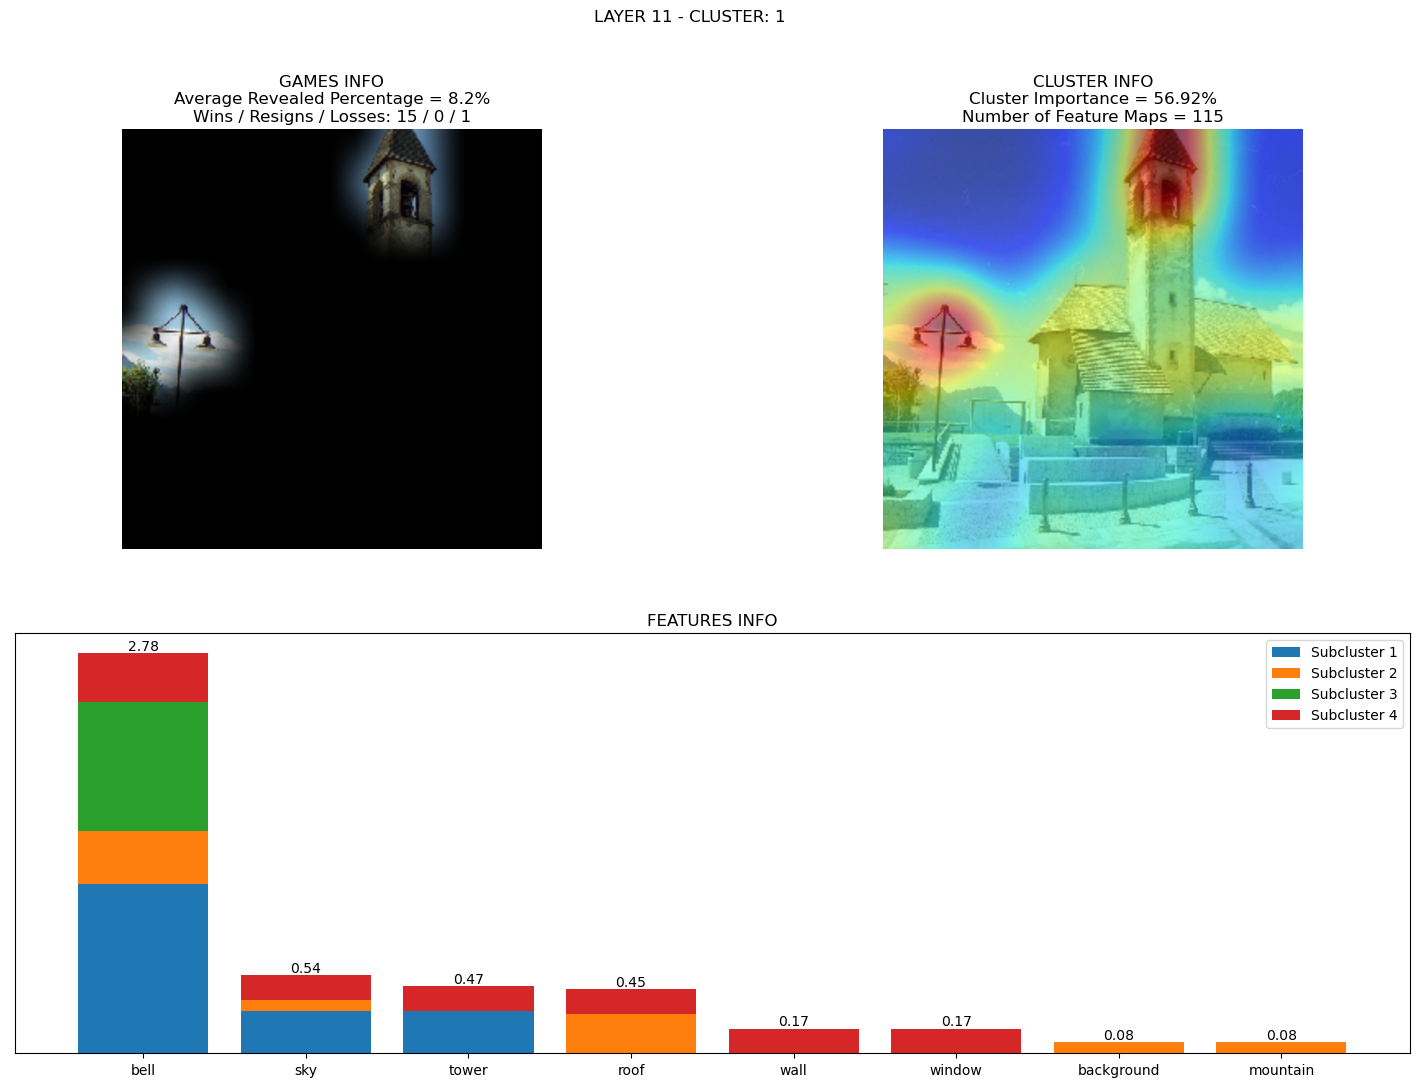 LAYER 11 - CLUSTER: 1
GAMES INFO
Average Revealed Percentage = 8.2%
Wins / Resigns / Losses: 15 / 0 / 1
CLUSTER INFO
Cluster Importance = 56.92%
Number of Feature Maps = 115
FEATURES INFO
2.78
0.54
0.47
0.45
0.17
0.17
0.08
0.08
Subcluster 1
Subcluster 2
Subcluster 3
Subcluster 4
bell
sky
tower
roof
wall
window
background
mountain